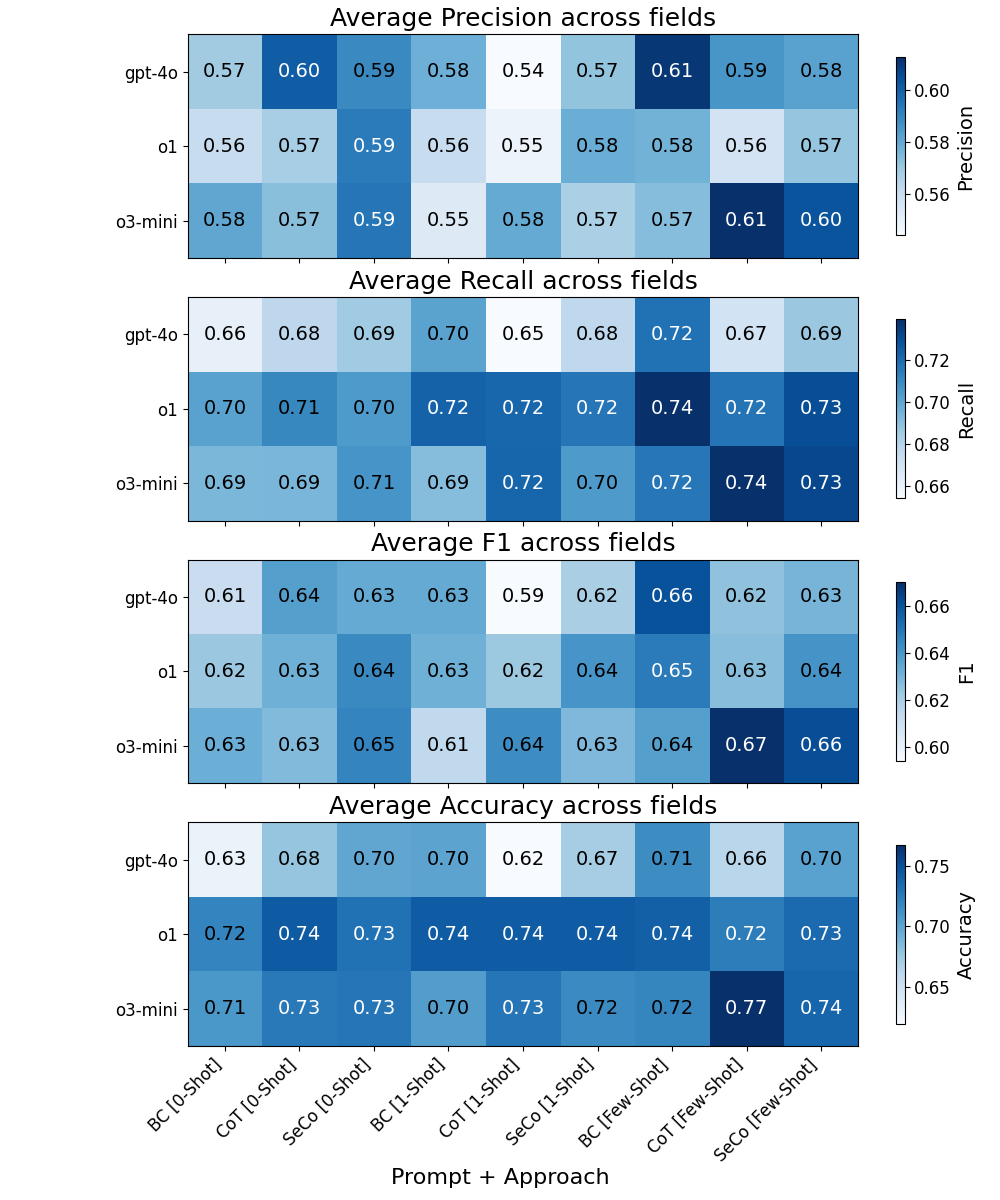 Average Precision across fields
gpt-4o 0.57 0.60 0.59 0.58 0.54 0.57 0.61 0.59 0.58
o1 0.56 0.57 0.59 0.56 0.55 0.58 0.58 0.56 0.57
o3-mini 0.58 0.57 0.59 0.55 0.58 0.57 0.57 0.61 0.60
0.60
0.58
0.56
Precision
Average Recall across fields
gpt-4o 0.66 0.68 0.69 0.70 0.65 0.68 0.72 0.67 0.69
o1 0.70 0.71 0.70 0.72 0.72 0.72 0.74 0.72 0.73
o3-mini 0.69 0.69 0.71 0.69 0.72 0.70 0.72 0.74 0.73
0.72
0.70
0.68
0.66
Recall
Average F1 across fields
gpt-4o 0.61 0.64 0.63 0.63 0.59 0.62 0.66 0.62 0.63
o1 0.62 0.63 0.64 0.63 0.62 0.64 0.65 0.63 0.64
o3-mini 0.63 0.63 0.65 0.61 0.64 0.63 0.64 0.67 0.66
0.66
0.64
0.62
0.60
F1
Average Accuracy across fields
gpt-4o 0.63 0.68 0.70 0.70 0.62 0.67 0.71 0.66 0.70
o1 0.72 0.74 0.73 0.74 0.74 0.74 0.74 0.72 0.73
o3-mini 0.71 0.73 0.73 0.70 0.73 0.72 0.72 0.77 0.74
0.75
0.70
0.65
Accuracy
BC [0-Shot]
CoT [0-Shot]
SeCo [0-Shot]
BC [1-Shot]
CoT [1-Shot]
SeCo [1-Shot]
BC [Few-Shot]
CoT [Few-Shot]
SeCo [Few-Shot]
Prompt + Approach